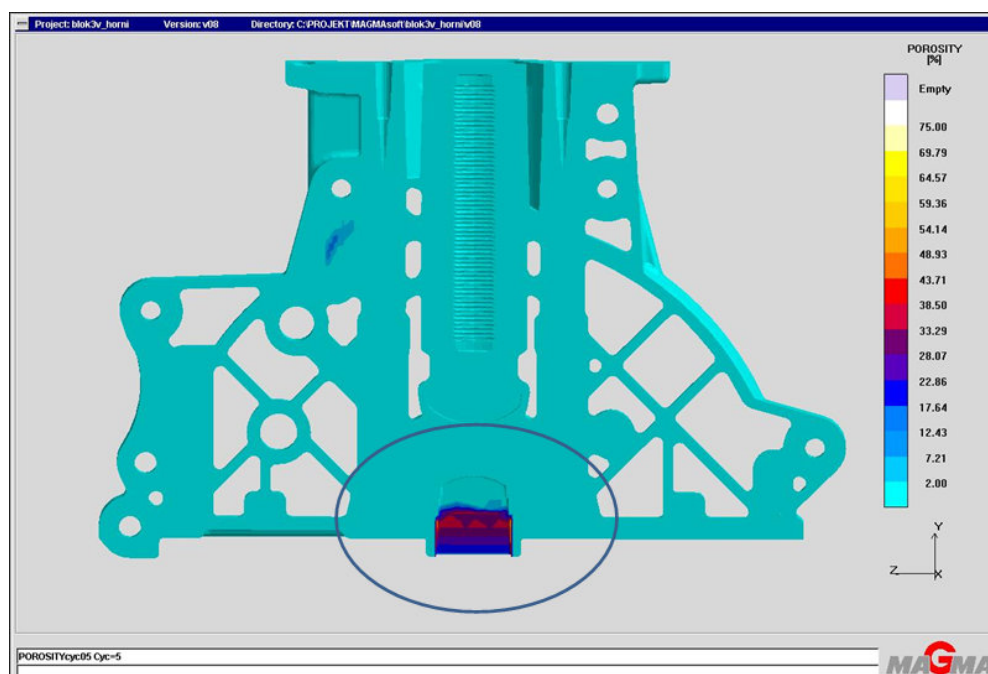 Project: blok3v_horni Version: v08 Directory: C:\PROJEKT\MAGMAsoft\blok3v_horni\v08
POROSITY
[%]
Empty
75.00
69.79
64.57
59.36
54.14
48.93
43.71
38.50
33.29
28.07
22.86
17.64
12.43
7.21
2.00
Y
Z
X
POROSITYcyc05 Cyc=5
MAGMA